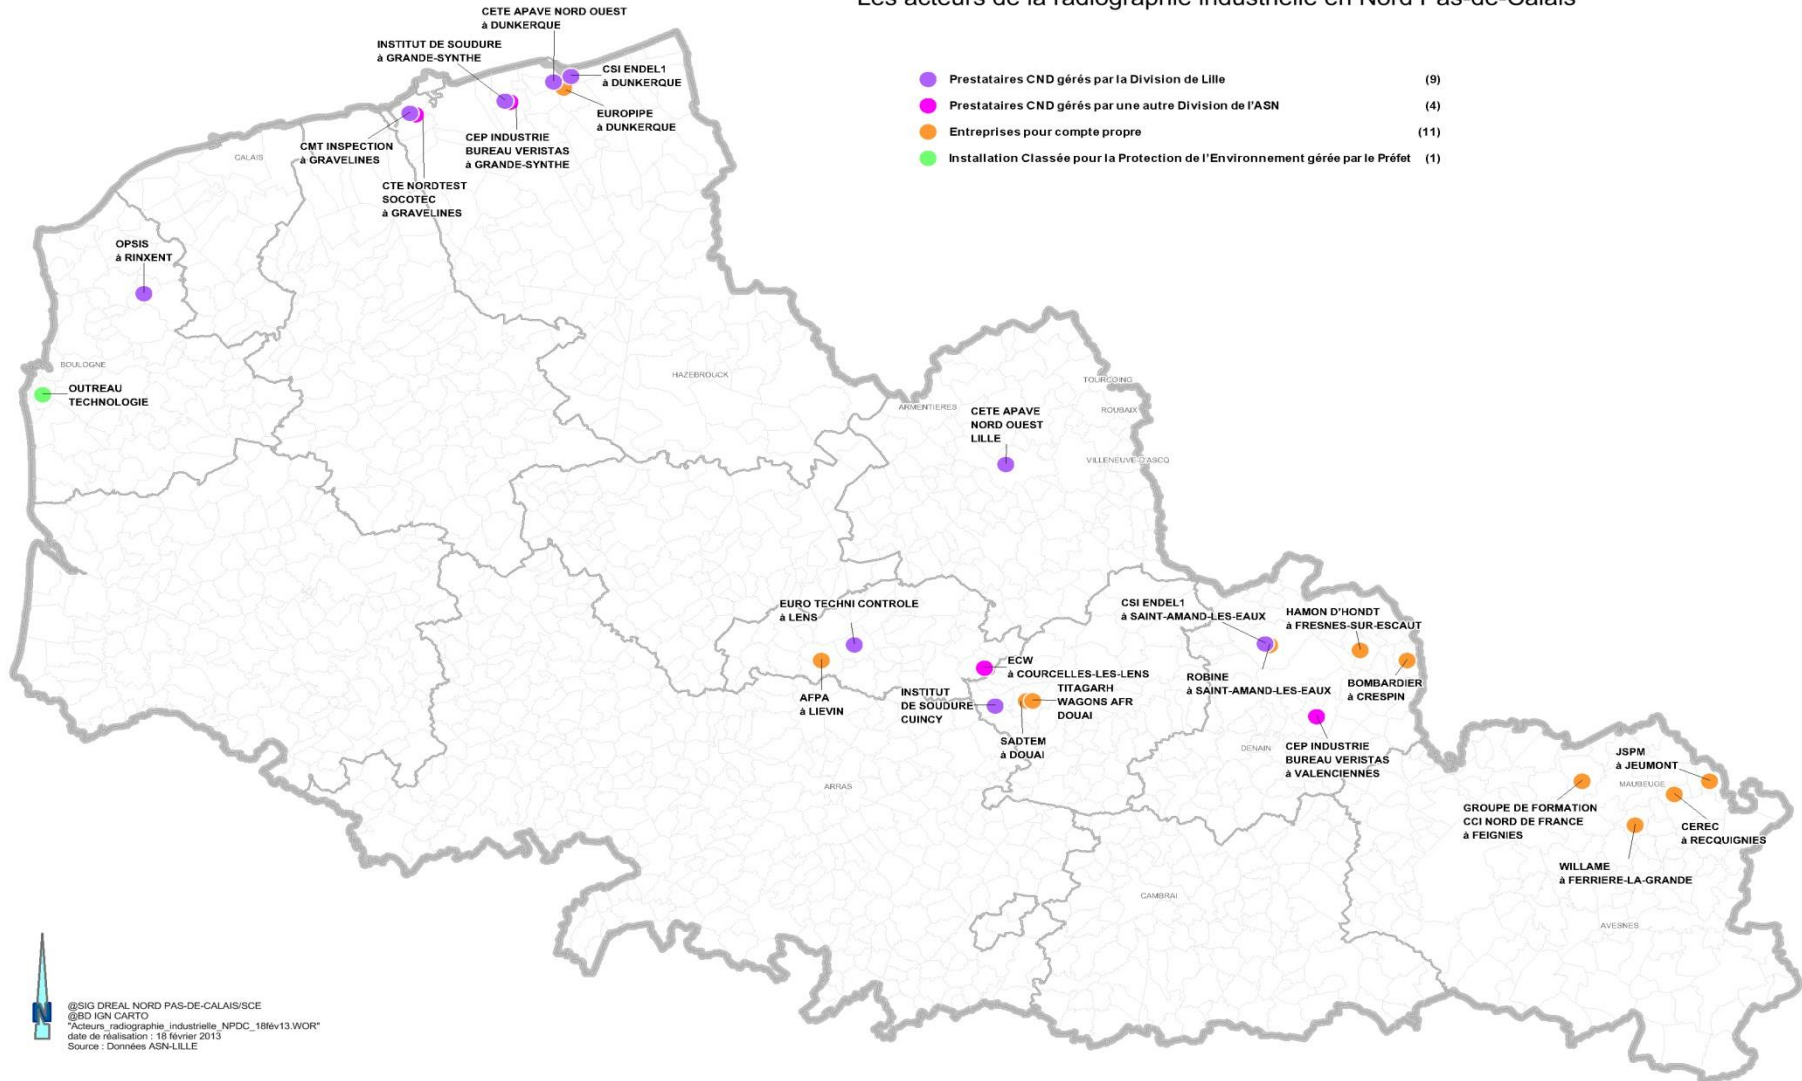 Les acteurs de la radiographie industrielle en Nord Pas-de-Calais
CETE APAVE NORD OUEST
à DUNKERQUE
INSTITUT DE SOUDURE
à GRANDE-SYNTHE
CSI ENDEL1
à DUNKERQUE
EUROPIPE
à DUNKERQUE
CMT INSPECTION
à GRAVELINES
CEP INDUSTRIE
BUREAU VERISTAS
à GRANDE-SYNTHE
CTE NORDTEST
SOCOTEC
à GRAVELINES
Prestataires CND gérés par la Division de Lille (9)
Prestataires CND gérés par une autre Division de l'ASN (4)
Entreprises pour compte propre (11)
Installation Classée pour la Protection de l'Environnement gérée par le Préfet (1)
CALAIS
OPSIS
à RINXENT
BOULOGNE
OUTREAU
TECHNOLOGIE
HAZEBROUCK
TOURCOING
ARMENTIERES
ROUBAIX
CETE APAVE
NORD OUEST
LILLE
VILLENEUVE-D'ASCQ
EURO TECHNI CONTROLE
à LENS
AFPA
à LIEVIN
ECW
à COURCELLES-LES-LENS
INSTITUT
DE SOUDURE
CUINCY
TITAGARH
WAGONS AFR
DOUAI
SADTEM
à DOUAI
CSI ENDEL1
à SAINT-AMAND-LES-EAUX
HAMON D'HONDT
à FRESNES-SUR-ESCAUT
ROBINE
à SAINT-AMAND-LES-EAUX
BOMBARDIER
à CRESPIN
DENAIN
CEP INDUSTRIE
BUREAU VERISTAS
à VALENCIENNES
ARRAS
JSPM
à JEUMONT
MAUBEUGE
GROUPE DE FORMATION
CCI NORD DE FRANCE
à FEIGNIES
CEREC
à RECQUIGNIES
WILLAME
à FERRIERE-LA-GRANDE
CAMBRAI
AVESNES
N
@SIG DREAL NORD PAS-DE-CALAIS/SCE
@BD IGN CARTO
"Acteurs_radiographie_industrielle_NPDC_18fév13.WOR"
date de réalisation : 18 février 2013
Source : Données ASN-LILLE